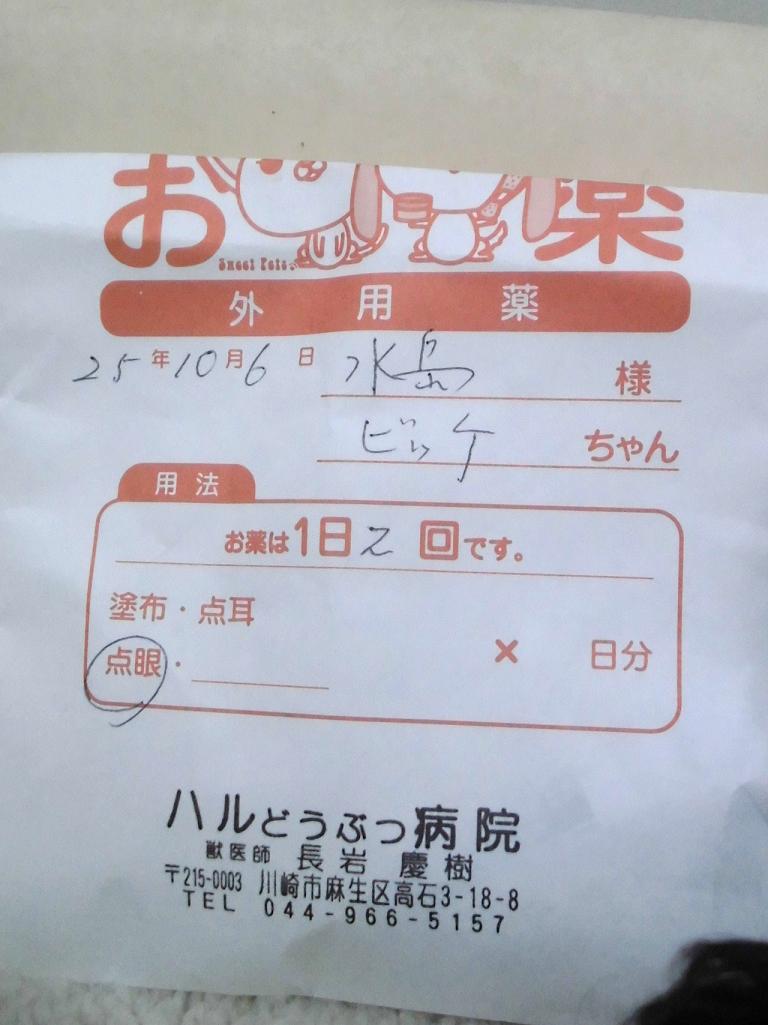 お薬
Sweet Pets
外用薬
25年10月6日 水島 様
ビッケ ちゃん
用法
お薬は1日2回です。
塗布・点耳
点眼・
× 日分
ハルどうぶつ病院
獣医師 長岩 慶樹
〒215-0003 川崎市麻生区高石3-18-8
TEL 044-966-5157